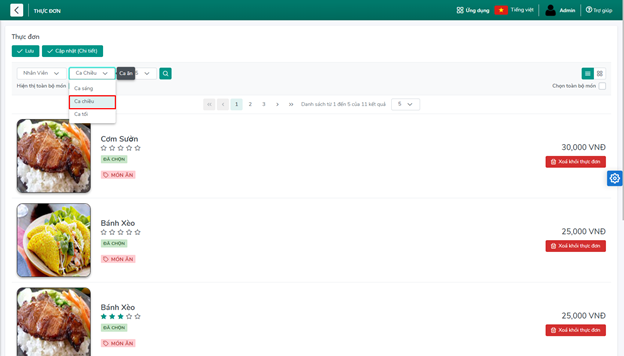 THỰC ĐƠN
Ứng dụng
Tiếng việt
Admin
Trợ giúp
Thực đơn
Lưu
Cập nhật (Chi tiết)
Nhân Viên
Ca Chiều
Ca ăn
Hiện thị toàn bộ món
Chọn toàn bộ món
Ca sáng
Ca chiều
Ca tối
1 2 3 Danh sách từ 1 đến 5 của 11 kết quả 5
Cơm Sườn
ĐÃ CHỌN
MÓN ĂN
30,000 VNĐ
Xoá khỏi thực đơn
Bánh Xèo
ĐÃ CHỌN
MÓN ĂN
25,000 VNĐ
Xoá khỏi thực đơn
Bánh Xèo
ĐÃ CHỌN
MÓN ĂN
25,000 VNĐ
Xoá khỏi thực đơn